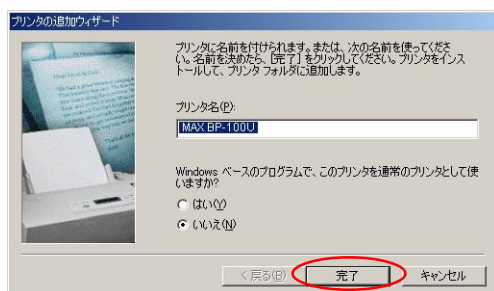 プリンタの追加ウィザード
プリンタに名前を付けられます。または、次の名前を使ってくださ
い。名前を決めたら、[完了] をクリックしてください。プリンタをインス
トールして、プリンタ フォルダに追加します。
プリンタ名(P):
MAX BP-100U
Windows ベースのプログラムで、このプリンタを通常のプリンタとして使
いますか?
はい(Y)
いいえ(N)
< 戻る(B)
完了
キャンセル